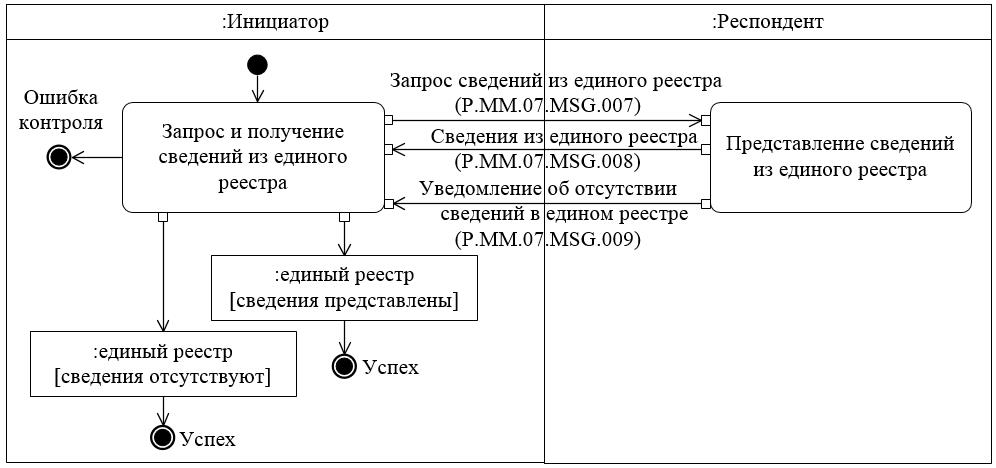 :Инициатор
:Респондент
Ошибка
контроля
Запрос и получение
сведений из единого
реестра
Запрос сведений из единого реестра
(P.MM.07.MSG.007)
Сведения из единого реестра
(P.MM.07.MSG.008)
Уведомление об отсутствии
сведений в едином реестре
(P.MM.07.MSG.009)
Представление сведений
из единого реестра
:единый реестр
[сведения представлены]
Успех
:единый реестр
[сведения отсутствуют]
Успех